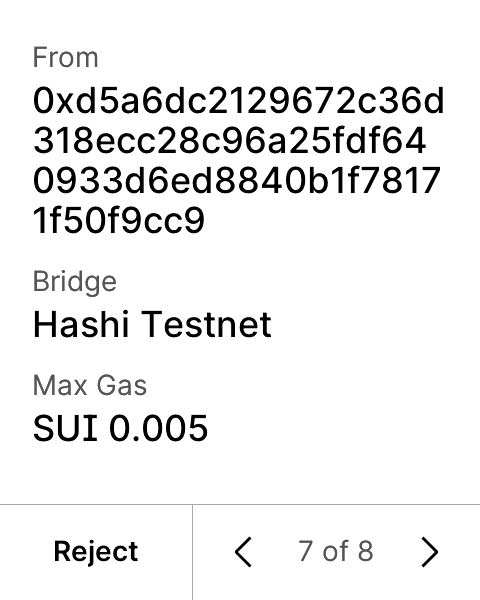 From
0xd5a6dc2129672c36d
318ecc28c96a25fdf64
0933d6ed8840b1f7817
1f50f9cc9
Bridge
Hashi Testnet
Max Gas
SUI 0.005
Reject
7 of 8